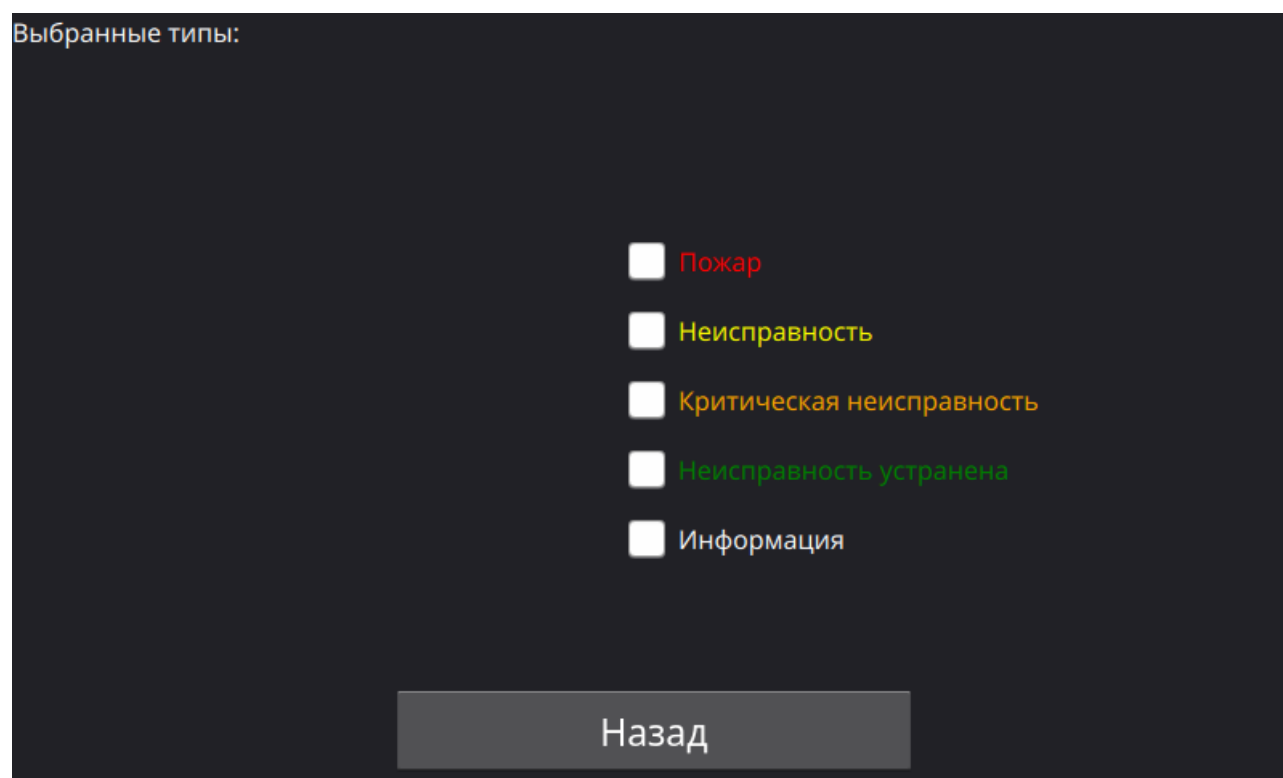 Выбранные типы:
Пожар
Неисправность
Критическая неисправность
Неисправность устранена
Информация
Назад